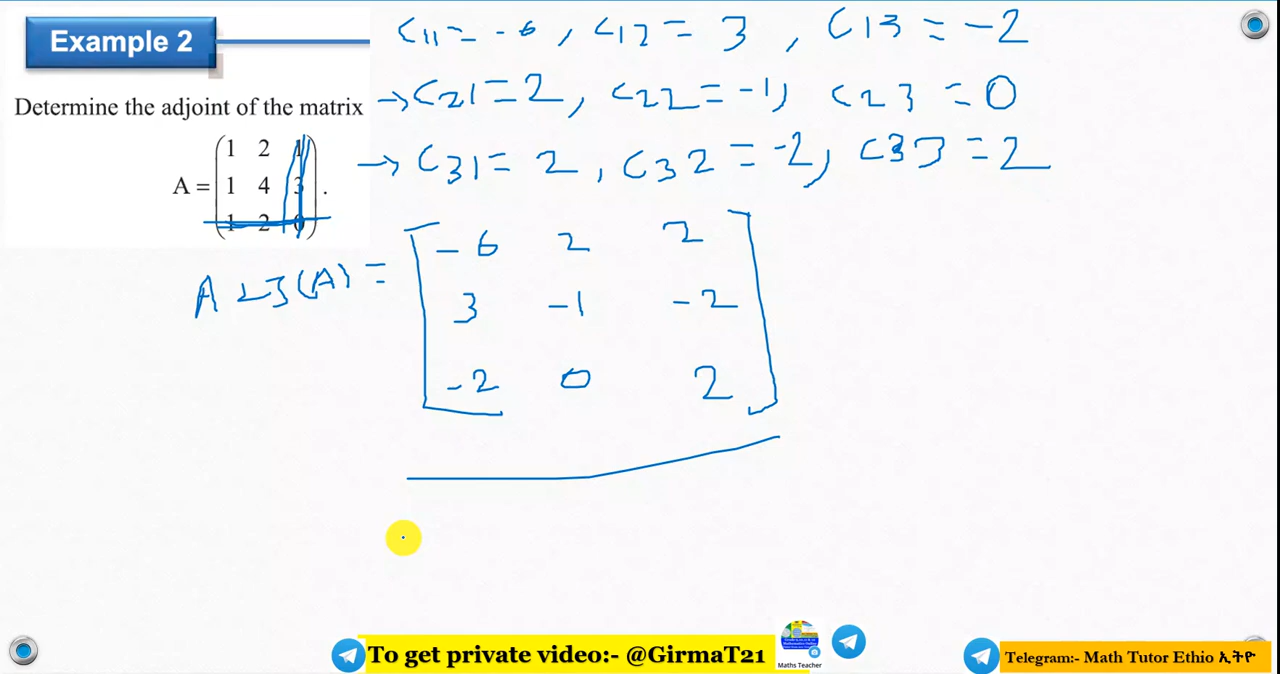 Example 2
Determine the adjoint of the matrix
A = (1 2 1
1 4 3
1 2 0).
C11 = -6, C12 = 3, C13 = -2
→ C21 = 2, C22 = -1, C23 = 0
→ C31 = 2, C32 = -2, C33 = 2
Adj(A) = [-6 2 2
3 -1 -2
-2 0 2]
To get private video:- @GirmaT21
Maths Teacher
Telegram:- Math Tutor Ethio ኢትዮ